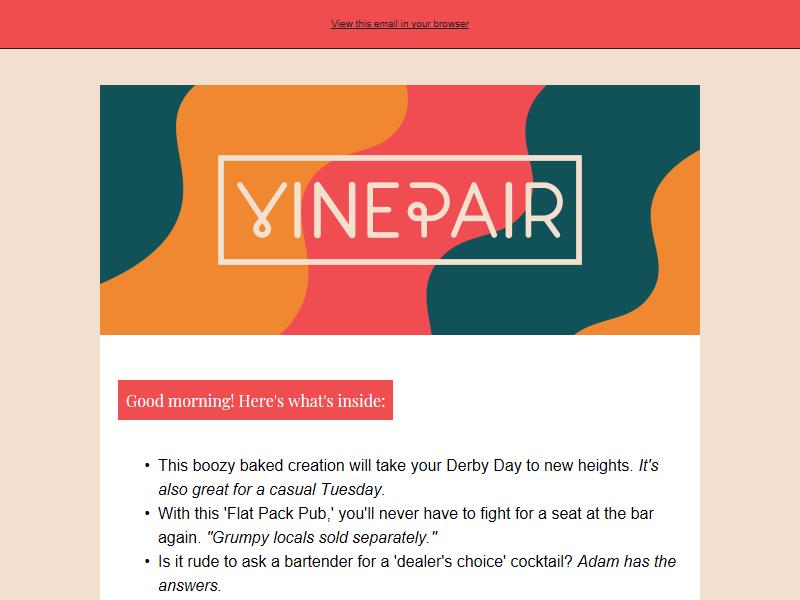 View this email in your browser
VINEPAIR
Good morning! Here's what's inside:
• This boozy baked creation will take your Derby Day to new heights. It's
also great for a casual Tuesday.
• With this 'Flat Pack Pub,' you'll never have to fight for a seat at the bar
again. "Grumpy locals sold separately."
• Is it rude to ask a bartender for a 'dealer's choice' cocktail? Adam has the
answers.